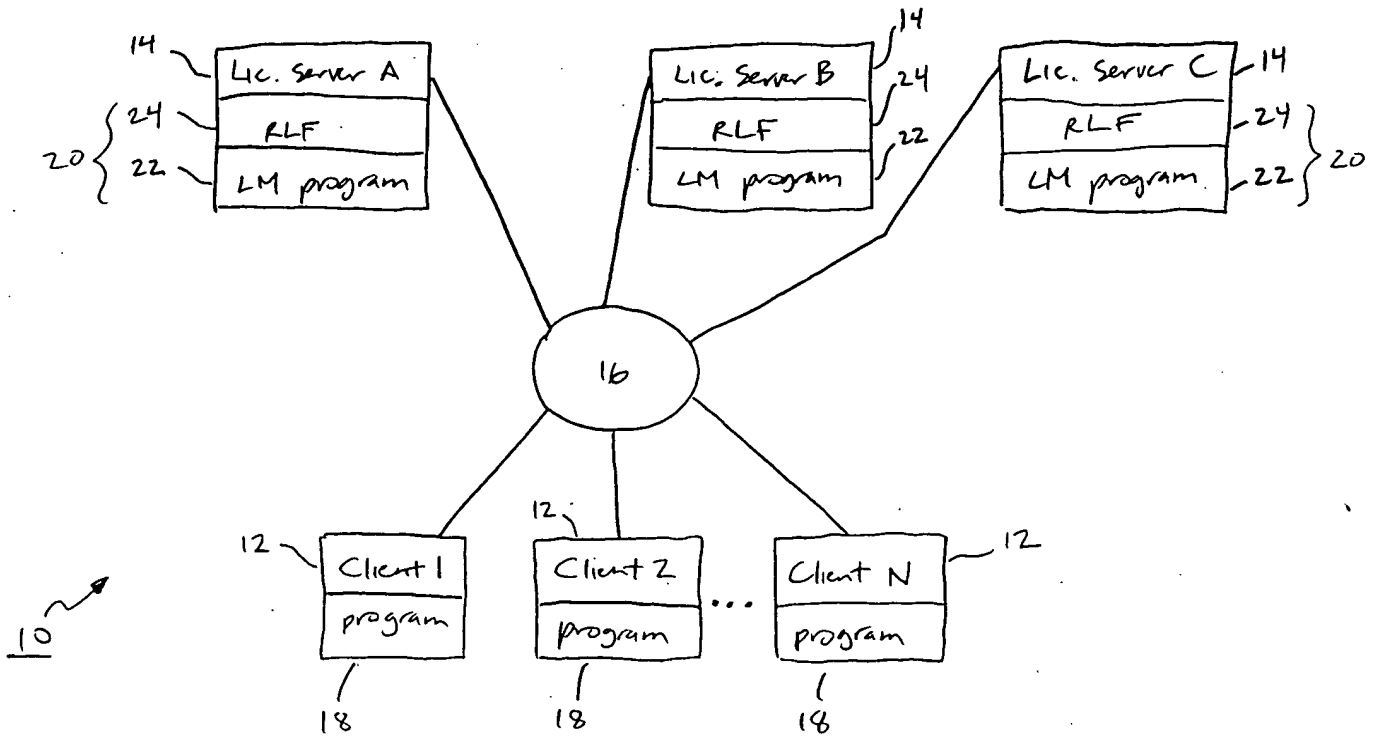 14 Lic. Server A
24 RLF
20 22 LM program
Lic. Server B 14
RLF 24
LM program 22
Lic. Server C 14
RLF 24
LM program 22 20
16
12 Client 1
program
18
12 Client 2
program
18
...
Client N 12
program
18
10